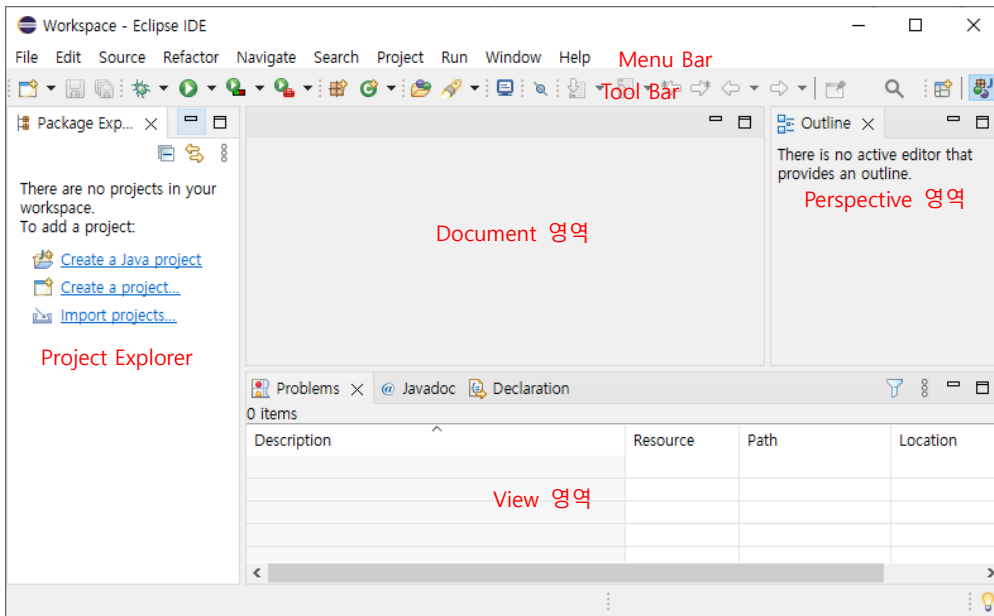 Workspace - Eclipse IDE
File Edit Source Refactor Navigate Search Project Run Window Help
Menu Bar
Tool Bar
Package Exp...
Outline
There are no projects in your
workspace.
To add a project:
Create a Java project
Create a project...
Import projects...
Project Explorer
Document 영역
There is no active editor that
provides an outline.
Perspective 영역
Problems @ Javadoc Declaration
0 items
Description Resource Path Location
View 영역